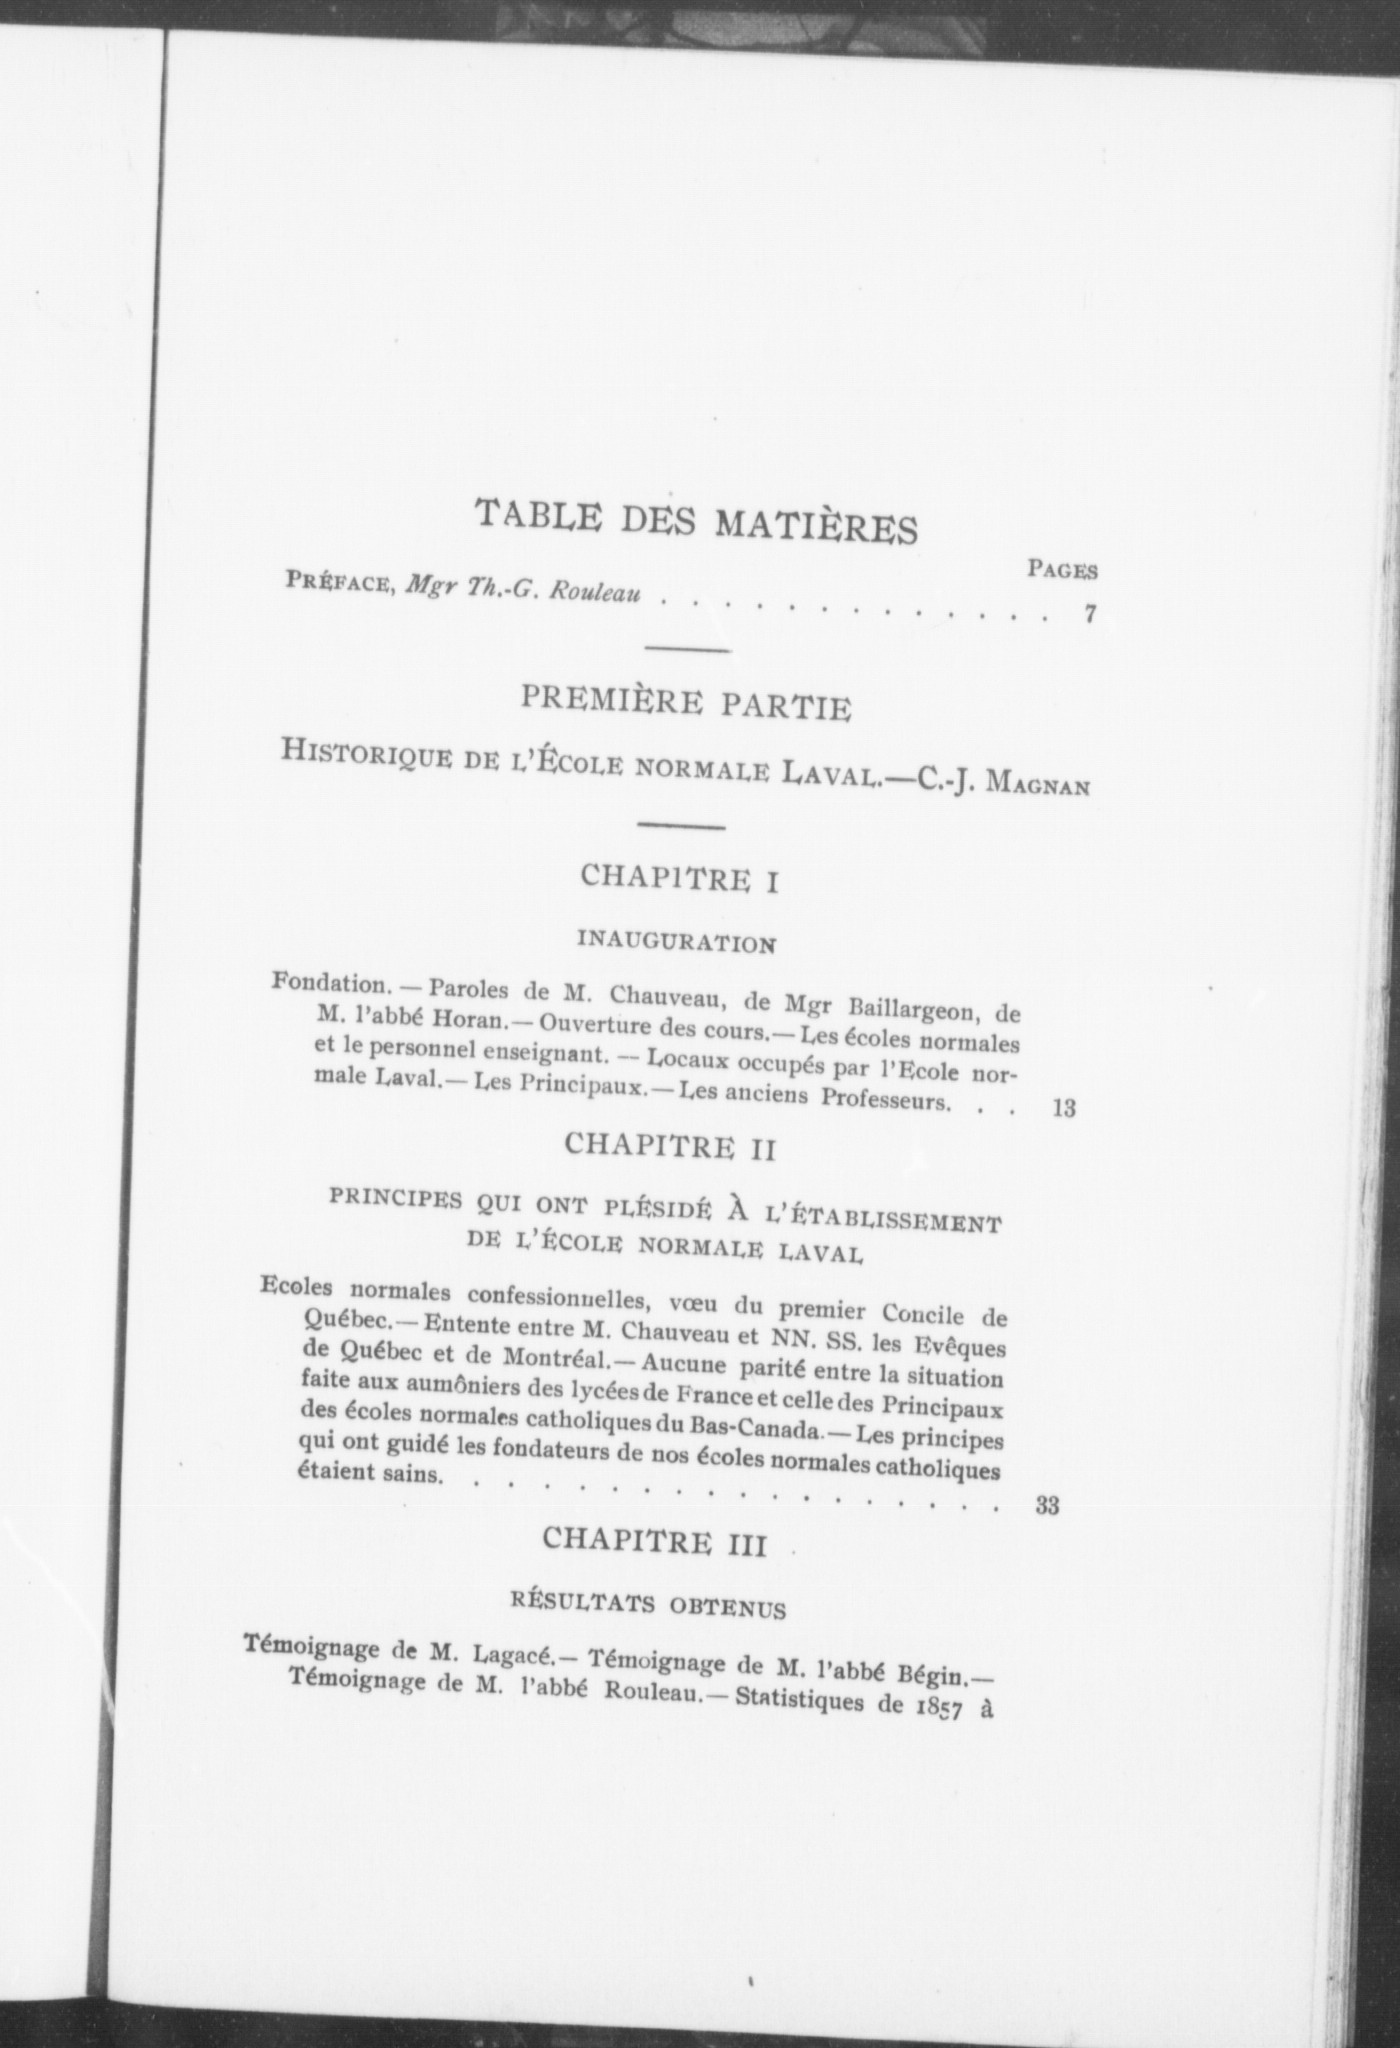 TABLE DES MATIÈRES
PAGES
PRÉFACE, Mgr Th.-G. Rouleau . . . . . . . . . . . . . 7
PREMIÈRE PARTIE
HISTORIQUE DE L'ÉCOLE NORMALE LAVAL.—C.-J. MAGNAN
CHAPITRE I
INAUGURATION
Fondation. — Paroles de M. Chauveau, de Mgr Baillargeon, de
M. l'abbé Horan.— Ouverture des cours.— Les écoles normales
et le personnel enseignant. — Locaux occupés par l'Ecole nor-
male Laval.— Les Principaux.— Les anciens Professeurs. . . 13
CHAPITRE II
PRINCIPES QUI ONT PLÉSIDÉ À L'ÉTABLISSEMENT
DE L'ÉCOLE NORMALE LAVAL
Ecoles normales confessionnelles, vœu du premier Concile de
Québec.— Entente entre M. Chauveau et NN. SS. les Evêques
de Québec et de Montréal.— Aucune parité entre la situation
faite aux aumôniers des lycées de France et celle des Principaux
des écoles normales catholiques du Bas-Canada.— Les principes
qui ont guidé les fondateurs de nos écoles normales catholiques
étaient sains. . . . . . . . . . . . . . . . . . 33
CHAPITRE III
RÉSULTATS OBTENUS
Témoignage de M. Lagacé.— Témoignage de M. l'abbé Bégin.—
Témoignage de M. l'abbé Rouleau.— Statistiques de 1857 à